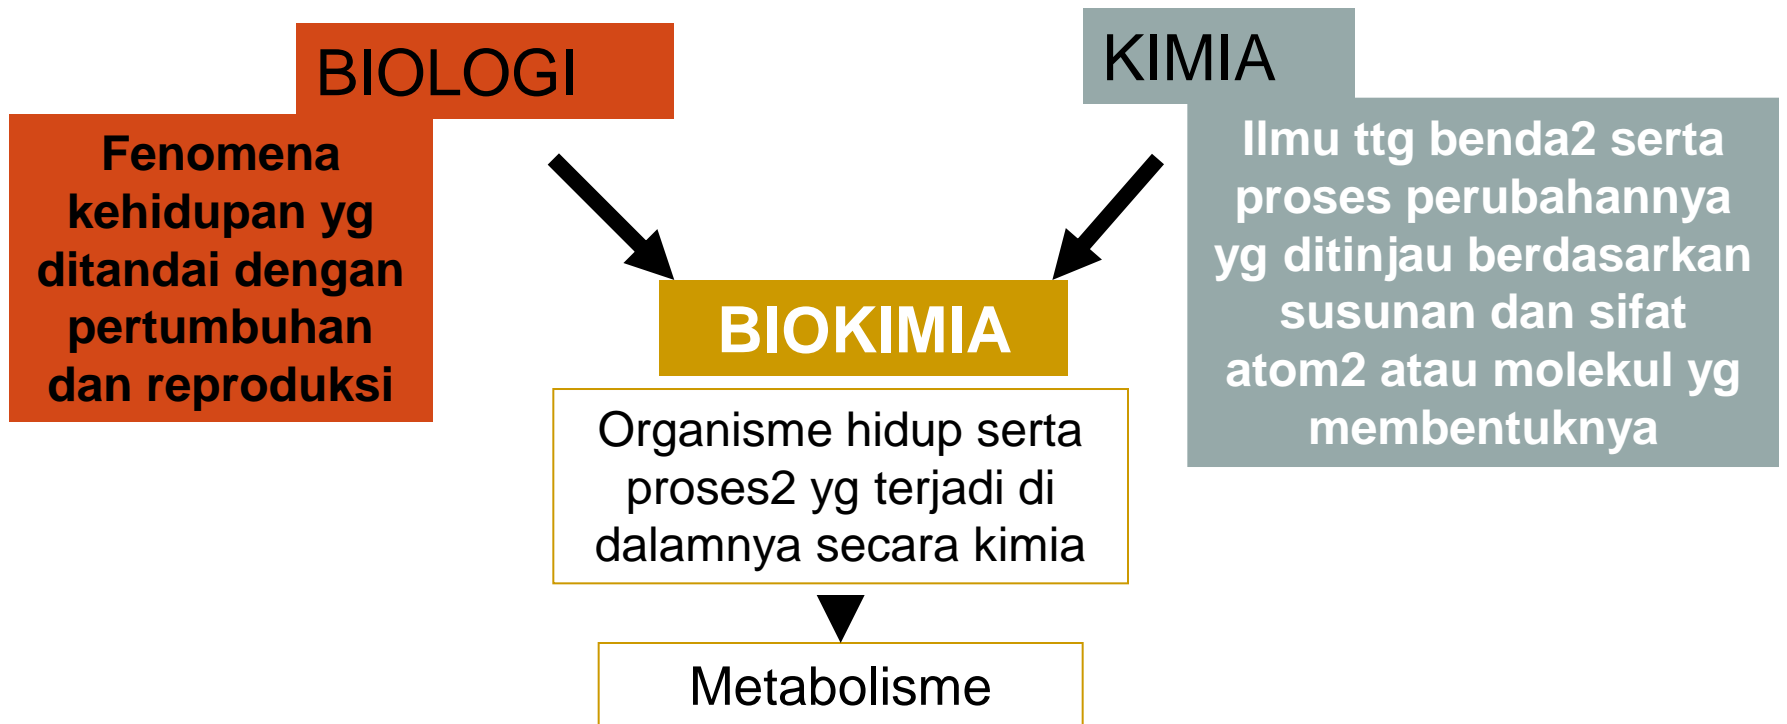 BIOLOGI
Fenomena
kehidupan yg
ditandai dengan
pertumbuhan
dan reproduksi
KIMIA
Ilmu ttg benda2 serta
proses perubahannya
yg ditinjau berdasarkan
susunan dan sifat
atom2 atau molekul yg
membentuknya
BIOKIMIA
Organisme hidup serta
proses2 yg terjadi di
dalamnya secara kimia
Metabolisme